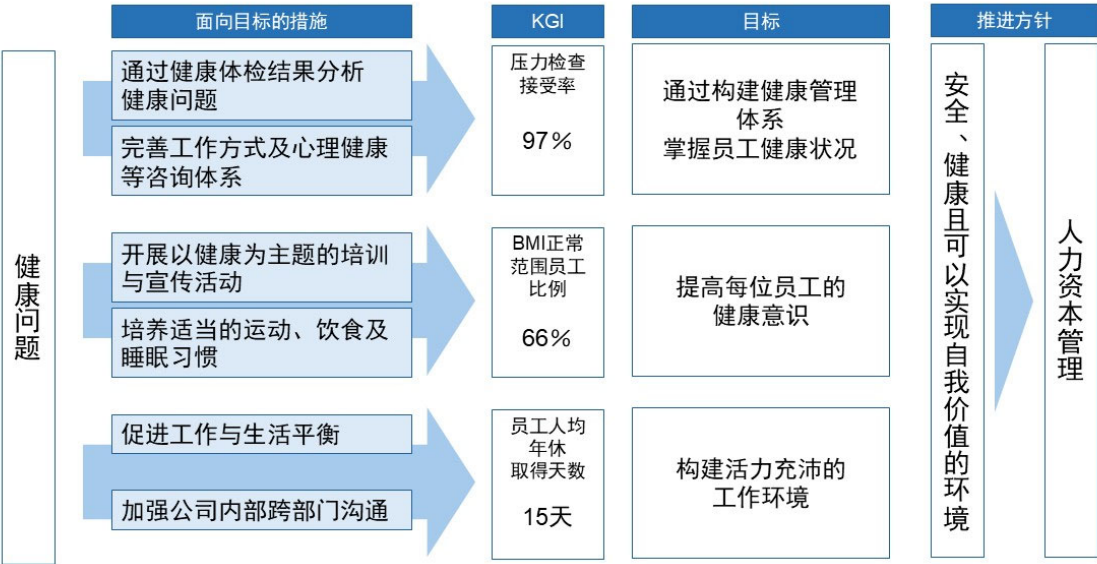 面向目标的措施
KGI
目标
推进方针
健康问题
通过健康体检结果分析
健康问题
完善工作方式及心理健康
等咨询体系
压力检查
接受率
97%
通过构建健康管理
体系
掌握员工健康状况
开展以健康为主题的培训
与宣传活动
培养适当的运动、饮食及
睡眠习惯
BMI正常
范围员工
比例
66%
提高每位员工的
健康意识
促进工作与生活平衡
加强公司内部跨部门沟通
员工人均
年休
取得天数
15天
构建活力充沛的
工作环境
安全、健康且可以实现自我价值的环境
人力资本管理